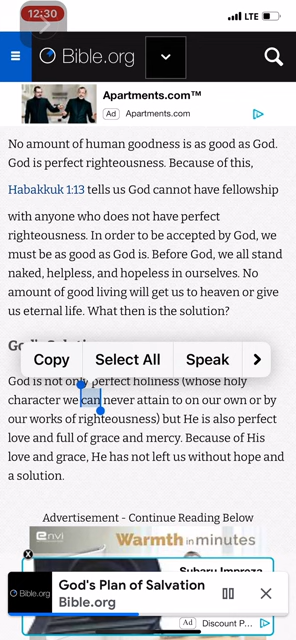 12:30
LTE
Bible.org
Apartments.com™
Ad Apartments.com
No amount of human goodness is as good as God.
God is perfect righteousness. Because of this,
Habakkuk 1:13 tells us God cannot have fellowship
with anyone who does not have perfect
righteousness. In order to be accepted by God, we
must be as good as God is. Before God, we all stand
naked, helpless, and hopeless in ourselves. No
amount of good living will get us to heaven or give
us eternal life. What then is the solution?
Copy Select All Speak
God is not only perfect holiness (whose holy
character we can never attain to on our own or by
our works of righteousness) but He is also perfect
love and full of grace and mercy. Because of His
love and grace, He has not left us without hope and
a solution.
Advertisement - Continue Reading Below
envi
Warmth in minutes
Subaru Impreza
Bible.org
God's Plan of Salvation
Bible.org
Ad Discount P...